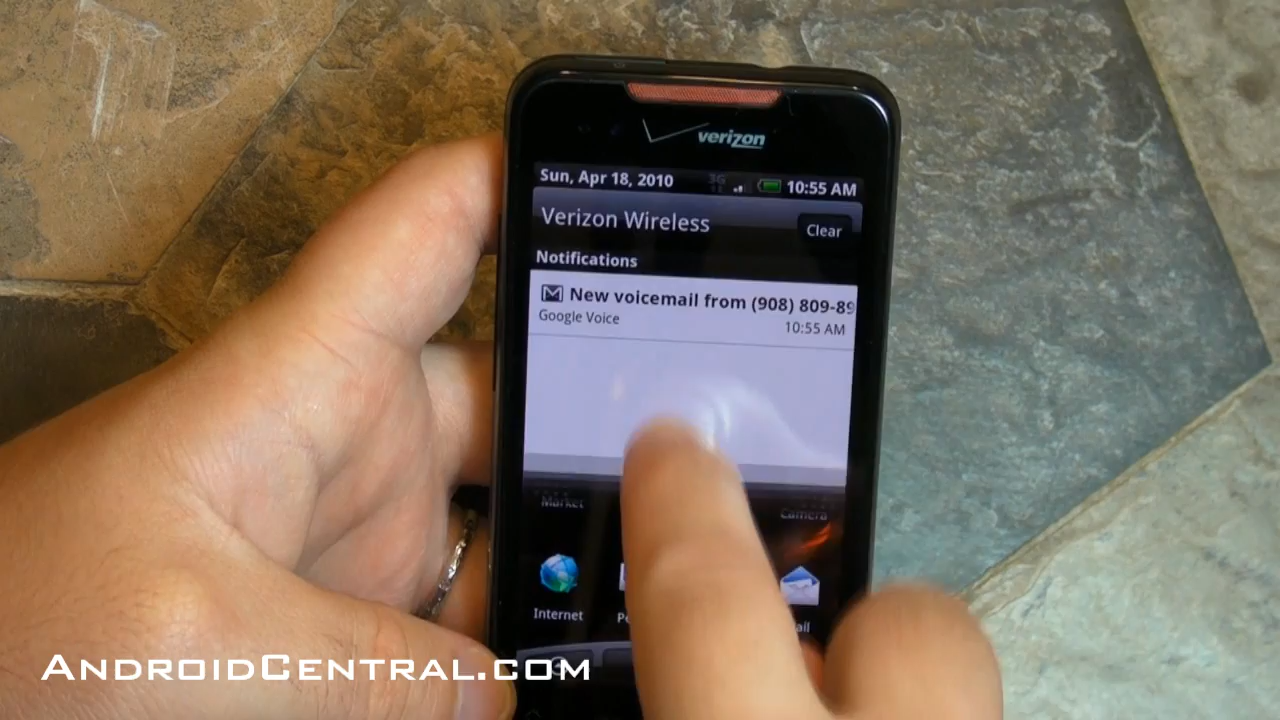 verizon
Sun, Apr 18, 2010 3G 10:55 AM
Verizon Wireless Clear
Notifications
New voicemail from (908) 809-89
Google Voice 10:55 AM
Market Camera
Internet
ANDROIDCENTRAL.COM